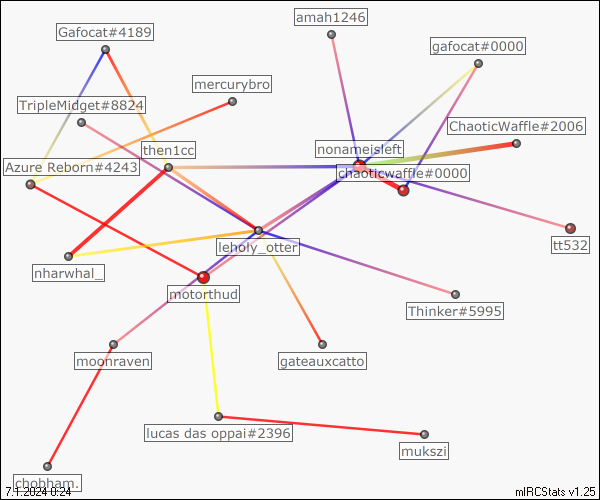 amah1246
Gafocat#4189
gafocat#0000
mercurybro
TripleMidget#8824
ChaoticWaffle#2006
then1cc
nonameisleft
Azure Reborn#4243
chaoticwaffle#0000
leholy_otter
tt532
nharwhal_
motorthud
Thinker#5995
moonraven
gateauxcatto
lucas das oppai#2396
mukszi
chobham.
7.1.2024 0:24
mIRCStats v1.25